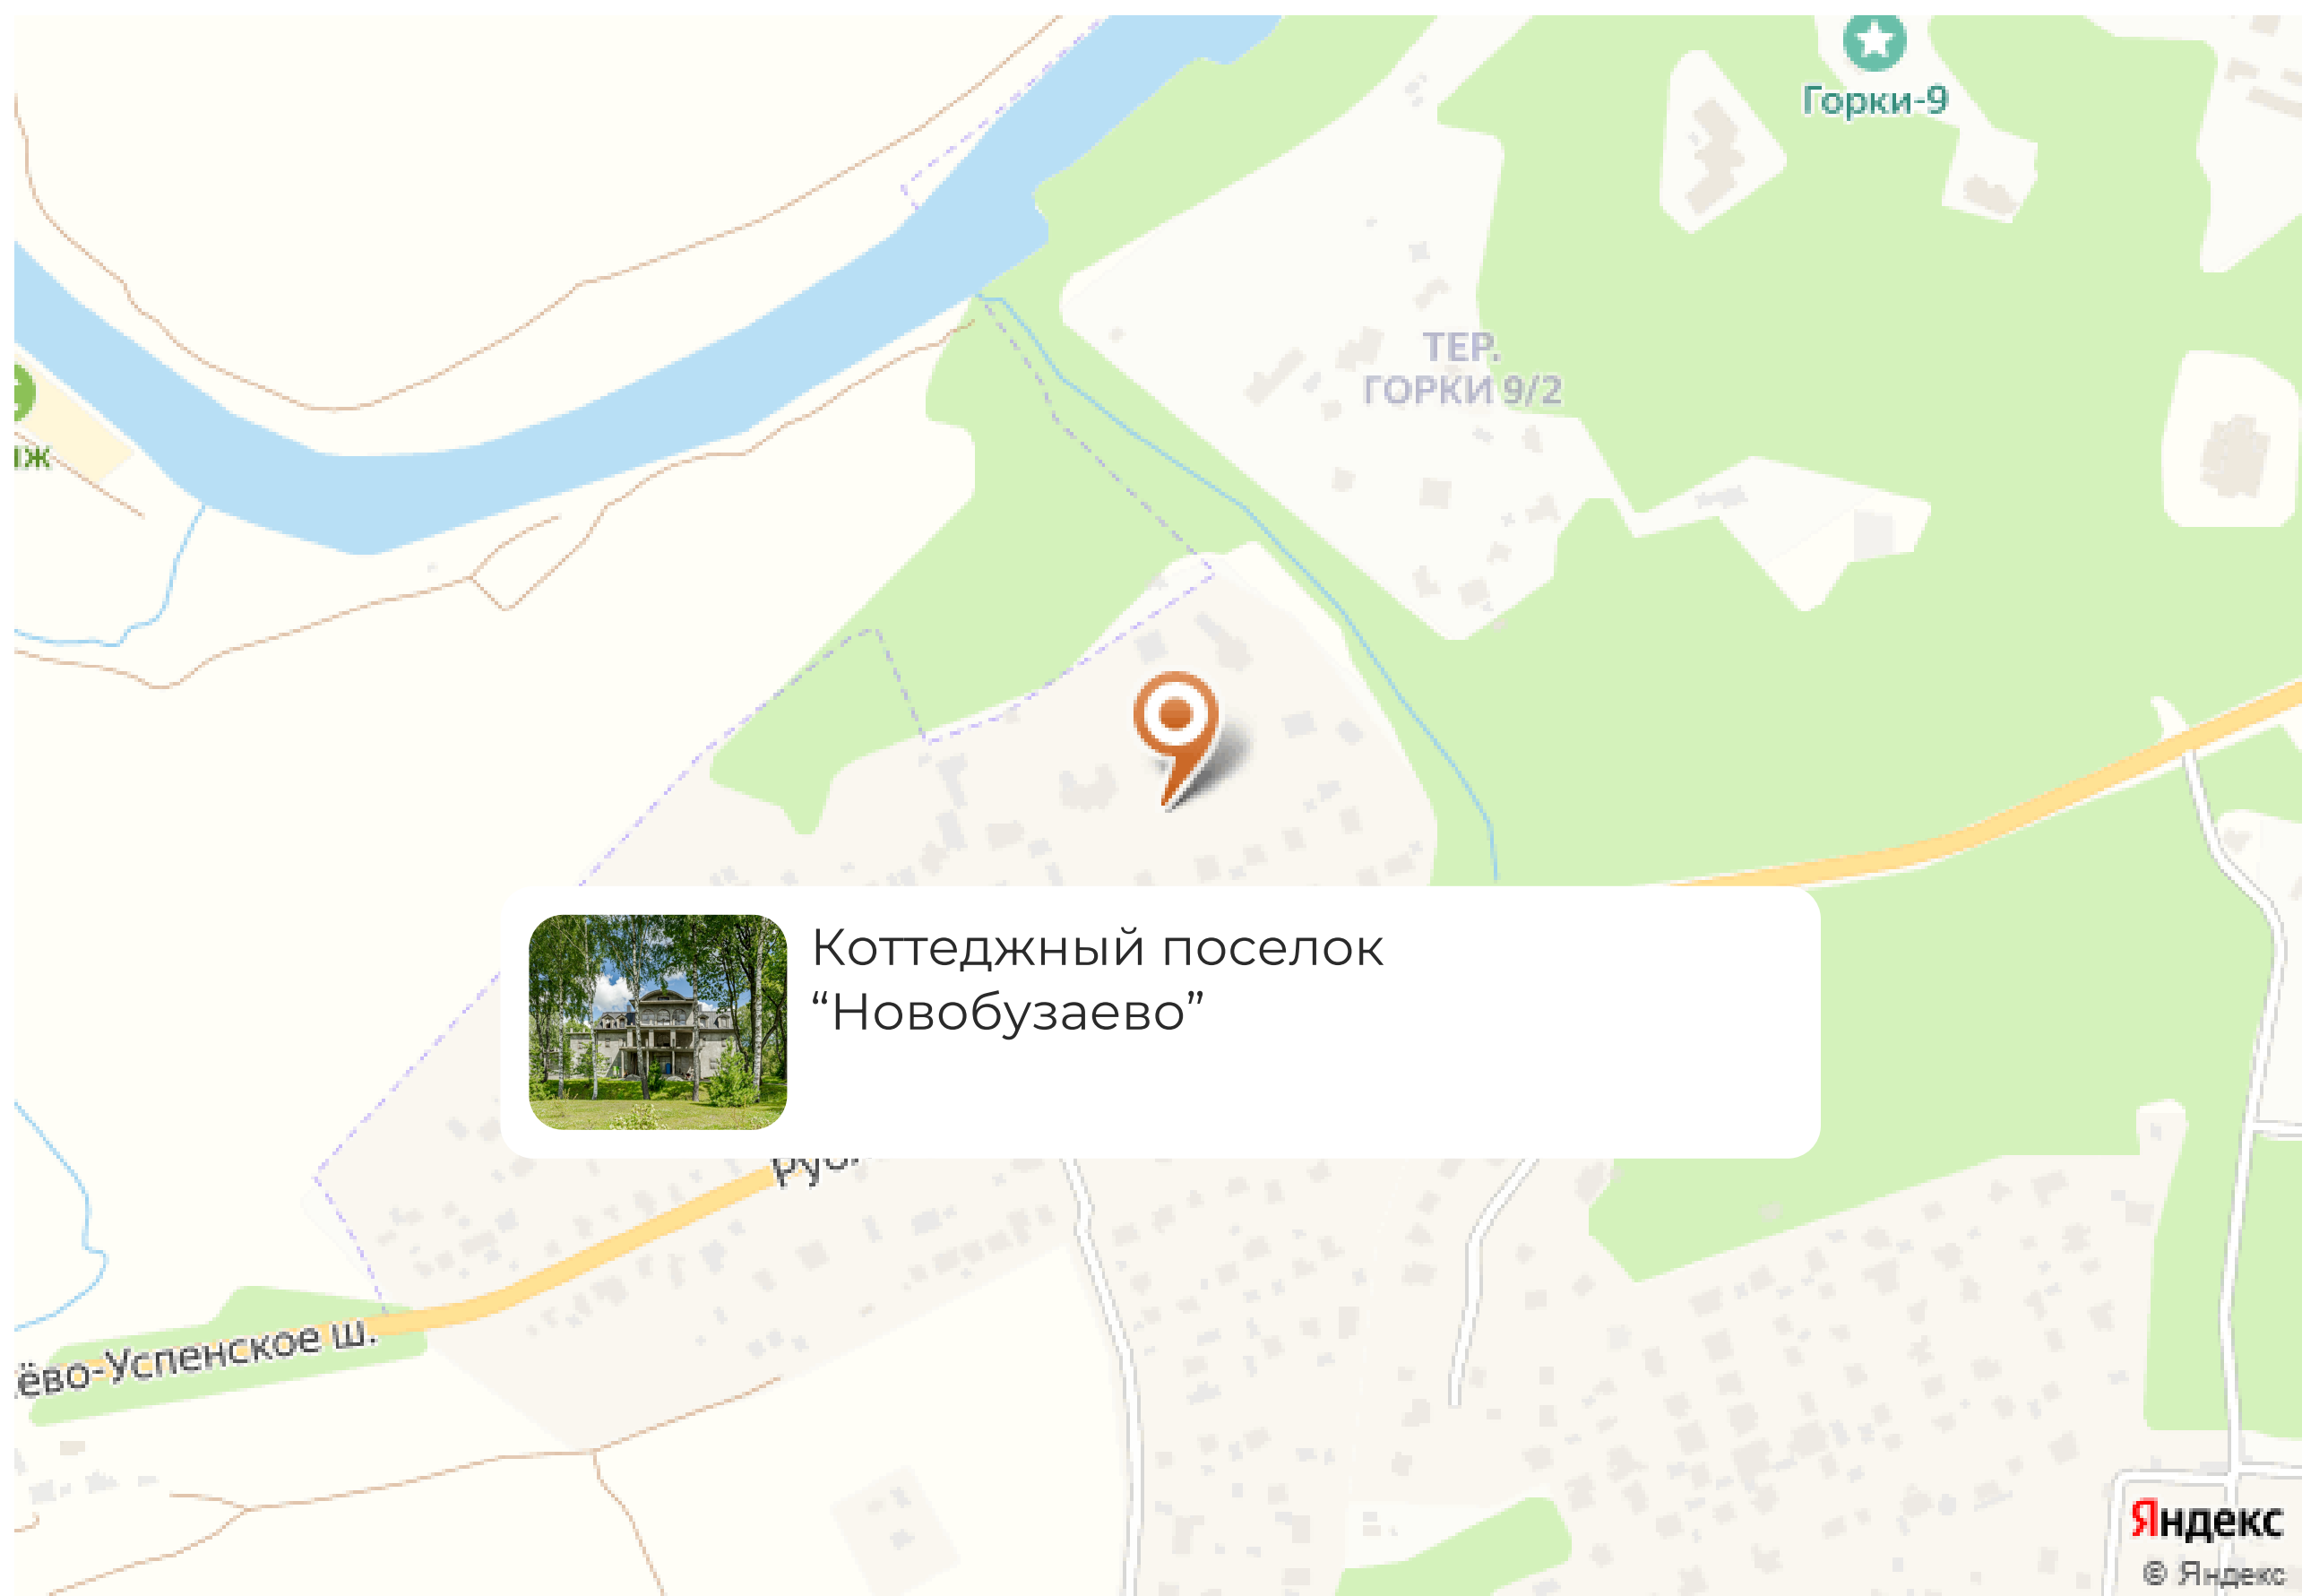 Горки-9
ТЕР.
ГОРКИ 9/2
Коттеджный поселок
“Новобузаево”
ёво-Успенское ш.
Яндекс
© Яндекс